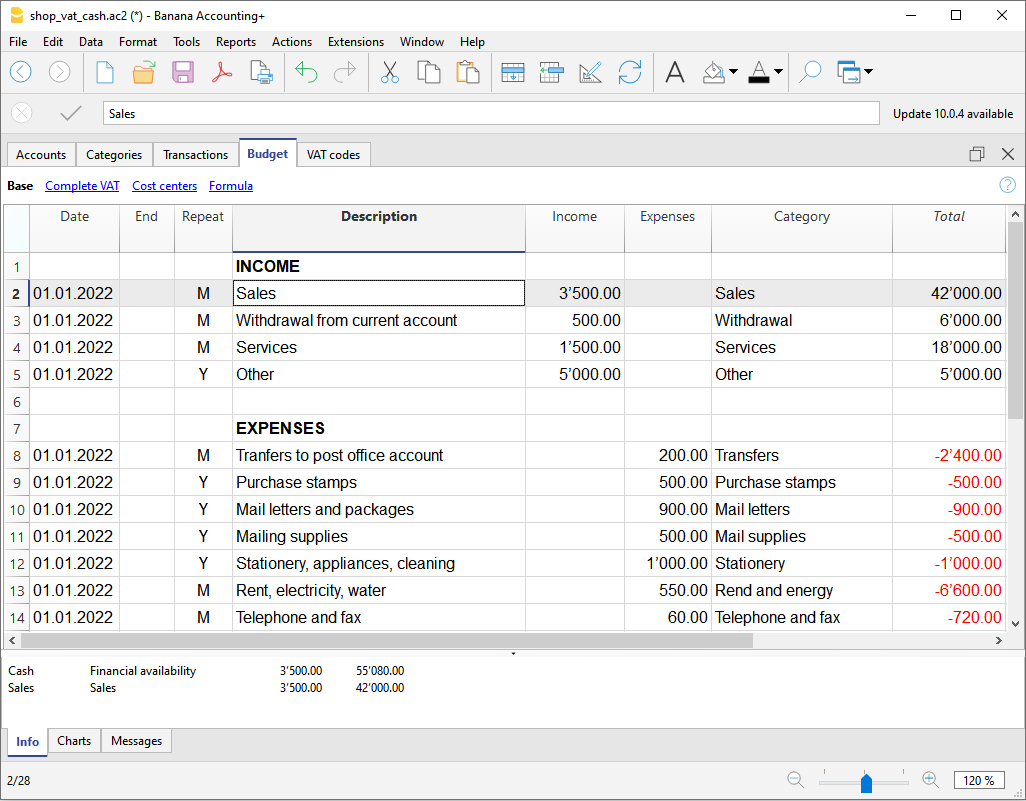 shop_vat_cash.ac2 (*) - Banana Accounting+
File Edit Data Format Tools Reports Actions Extensions Window Help
Sales Update 10.0.4 available
Accounts Categories Transactions Budget VAT codes
Base Complete VAT Cost centers Formula
Date End Repeat Description Income Expenses Category Total
1 INCOME
2 01.01.2022 M Sales 3’500.00 Sales 42’000.00
3 01.01.2022 M Withdrawal from current account 500.00 Withdrawal 6’000.00
4 01.01.2022 M Services 1’500.00 Services 18’000.00
5 01.01.2022 Y Other 5’000.00 Other 5’000.00
6
7 EXPENSES
8 01.01.2022 M Tranfers to post office account 200.00 Transfers -2’400.00
9 01.01.2022 Y Purchase stamps 500.00 Purchase stamps -500.00
10 01.01.2022 Y Mail letters and packages 900.00 Mail letters -900.00
11 01.01.2022 Y Mailing supplies 500.00 Mail supplies -500.00
12 01.01.2022 Y Stationery, appliances, cleaning 1’000.00 Stationery -1’000.00
13 01.01.2022 M Rent, electricity, water 550.00 Rend and energy -6’600.00
14 01.01.2022 M Telephone and fax 60.00 Telephone and fax -720.00
Cash Financial availability 3’500.00 55’080.00
Sales Sales 3’500.00 42’000.00
Info Charts Messages
2/28 120 %